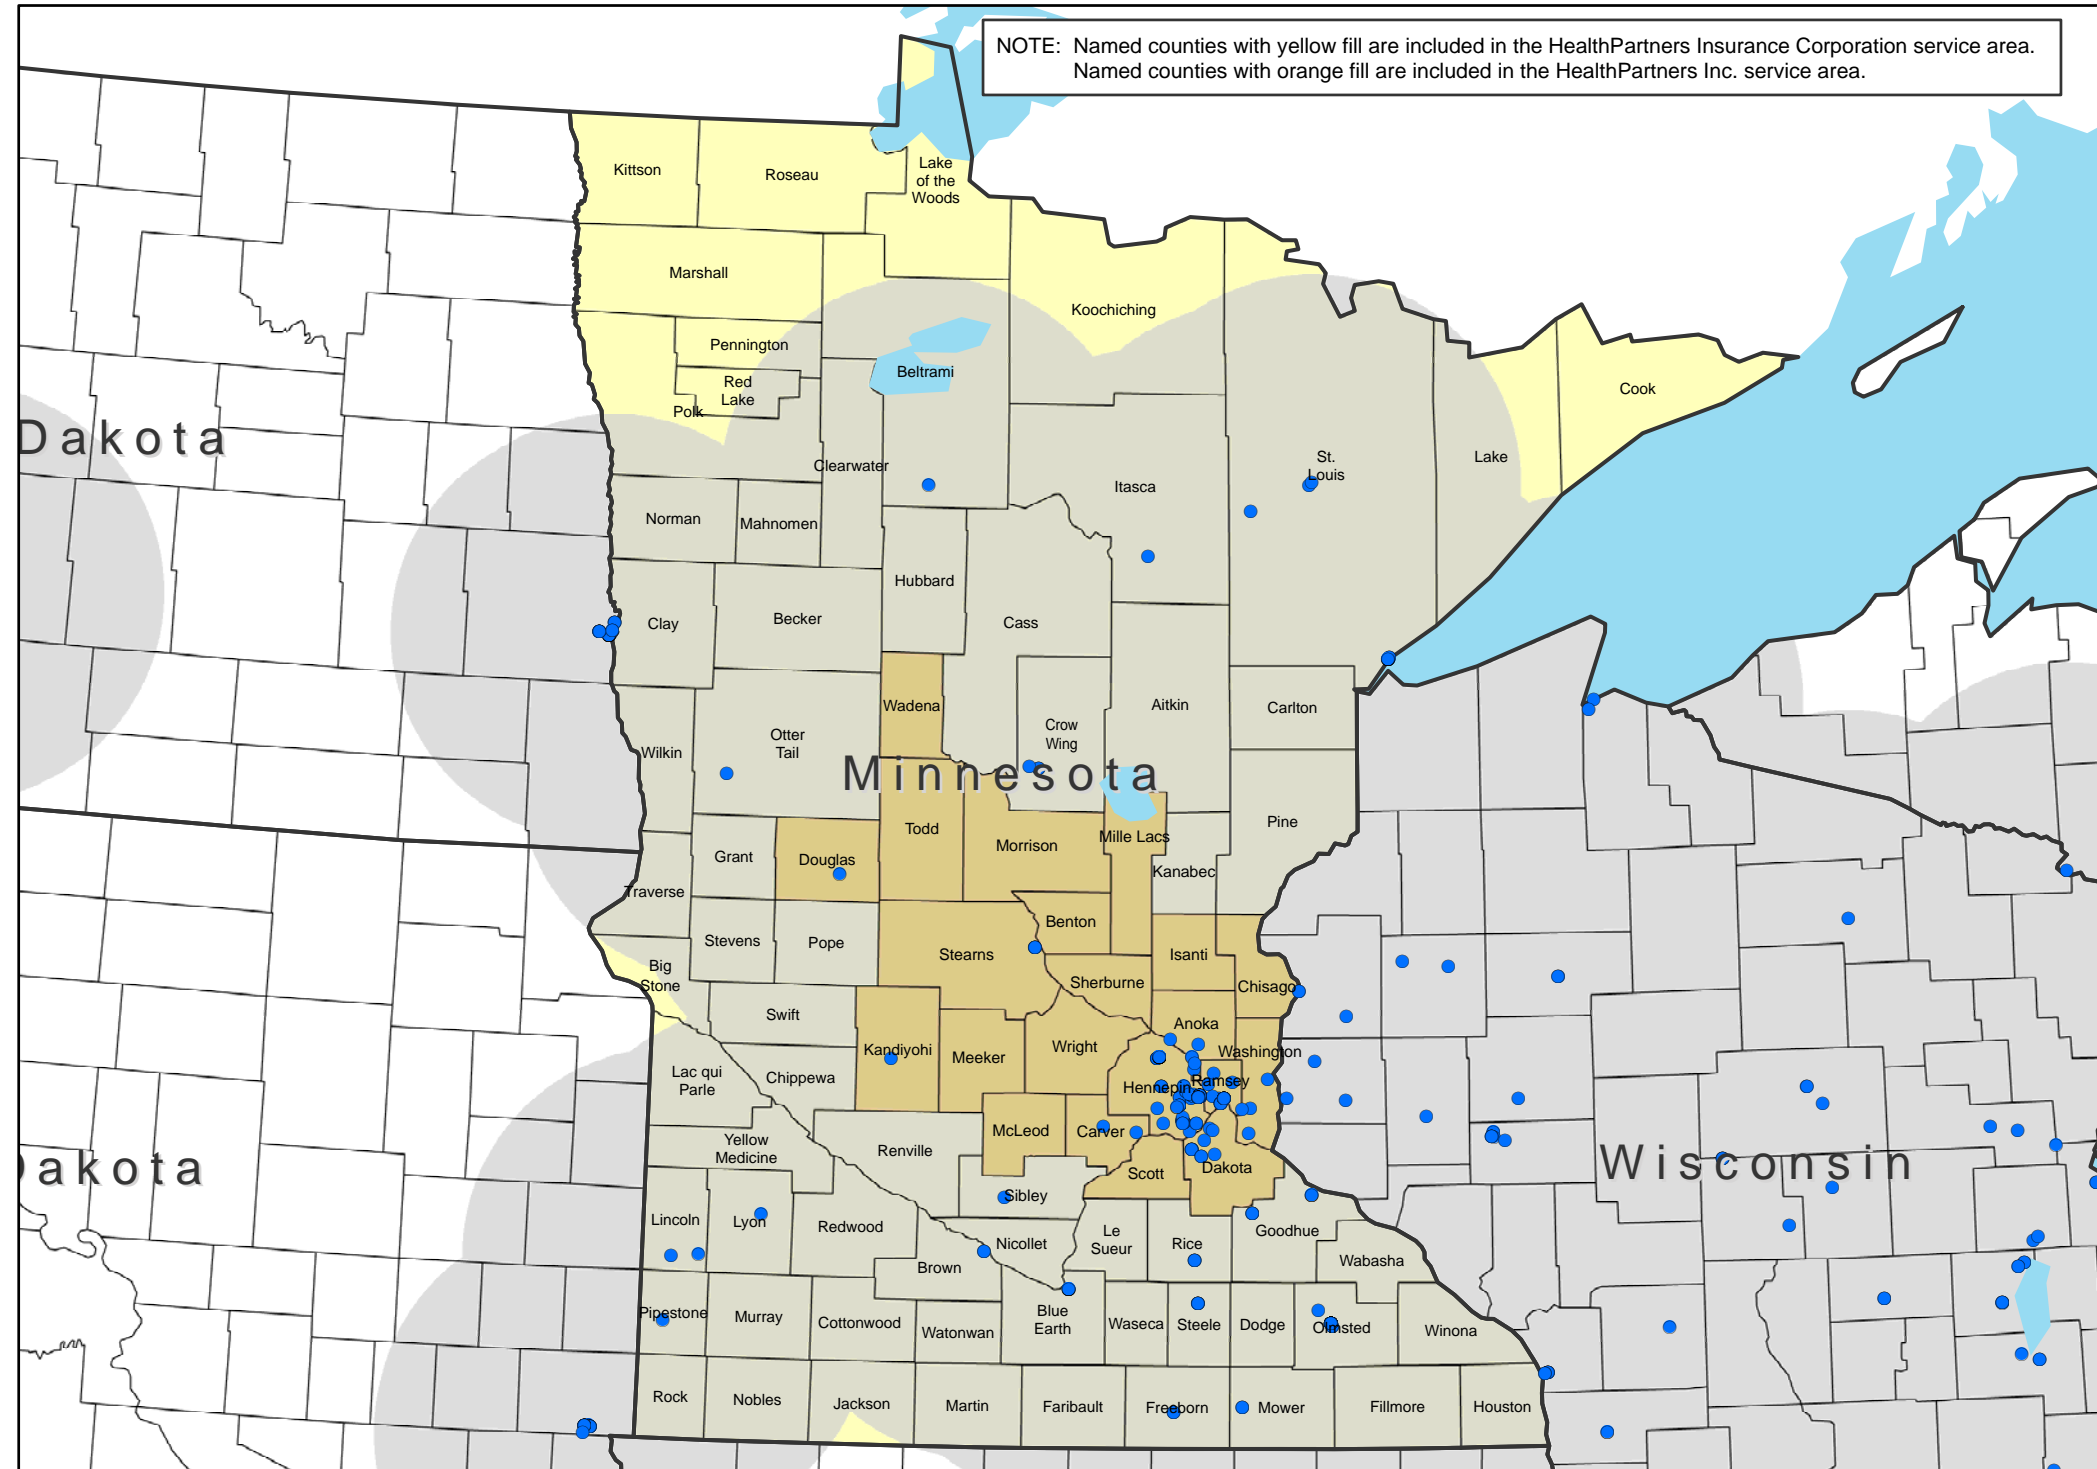 NOTE: Named counties with yellow fill are included in the HealthPartners Insurance Corporation service area.
Named counties with orange fill are included in the HealthPartners Inc. service area.
Kittson
Roseau
Lake
of the
Woods
Marshall
Koochiching
Pennington
Beltrami
Red
Lake
Polk
Cook
Dakota
Clearwater
St.
Louis
Lake
Itasca
Norman
Mahnomen
Hubbard
Clay
Becker
Cass
Wadena
Aitkin
Carlton
Crow
Wing
Otter
Tail
Wilkin
Minnesota
Pine
Todd
Morrison
Mille Lacs
Grant
Douglas
Kanabec
Traverse
Benton
Stevens
Pope
Stearns
Isanti
Big
Stone
Sherburne
Chisago
Swift
Anoka
Kandiyohi
Meeker
Wright
Washington
Lac qui
Parle
Chippewa
Hennepin
Ramsey
McLeod
Carver
Yellow
Medicine
Renville
Scott
Dakota
Dakota
Wisconsin
Sibley
Lincoln
Lyon
Redwood
Le
Sueur
Rice
Goodhue
Nicollet
Brown
Wabasha
Pipestone
Murray
Cottonwood
Watonwan
Blue
Earth
Waseca
Steele
Dodge
Olmsted
Winona
Rock
Nobles
Jackson
Martin
Faribault
Freeborn
Mower
Fillmore
Houston